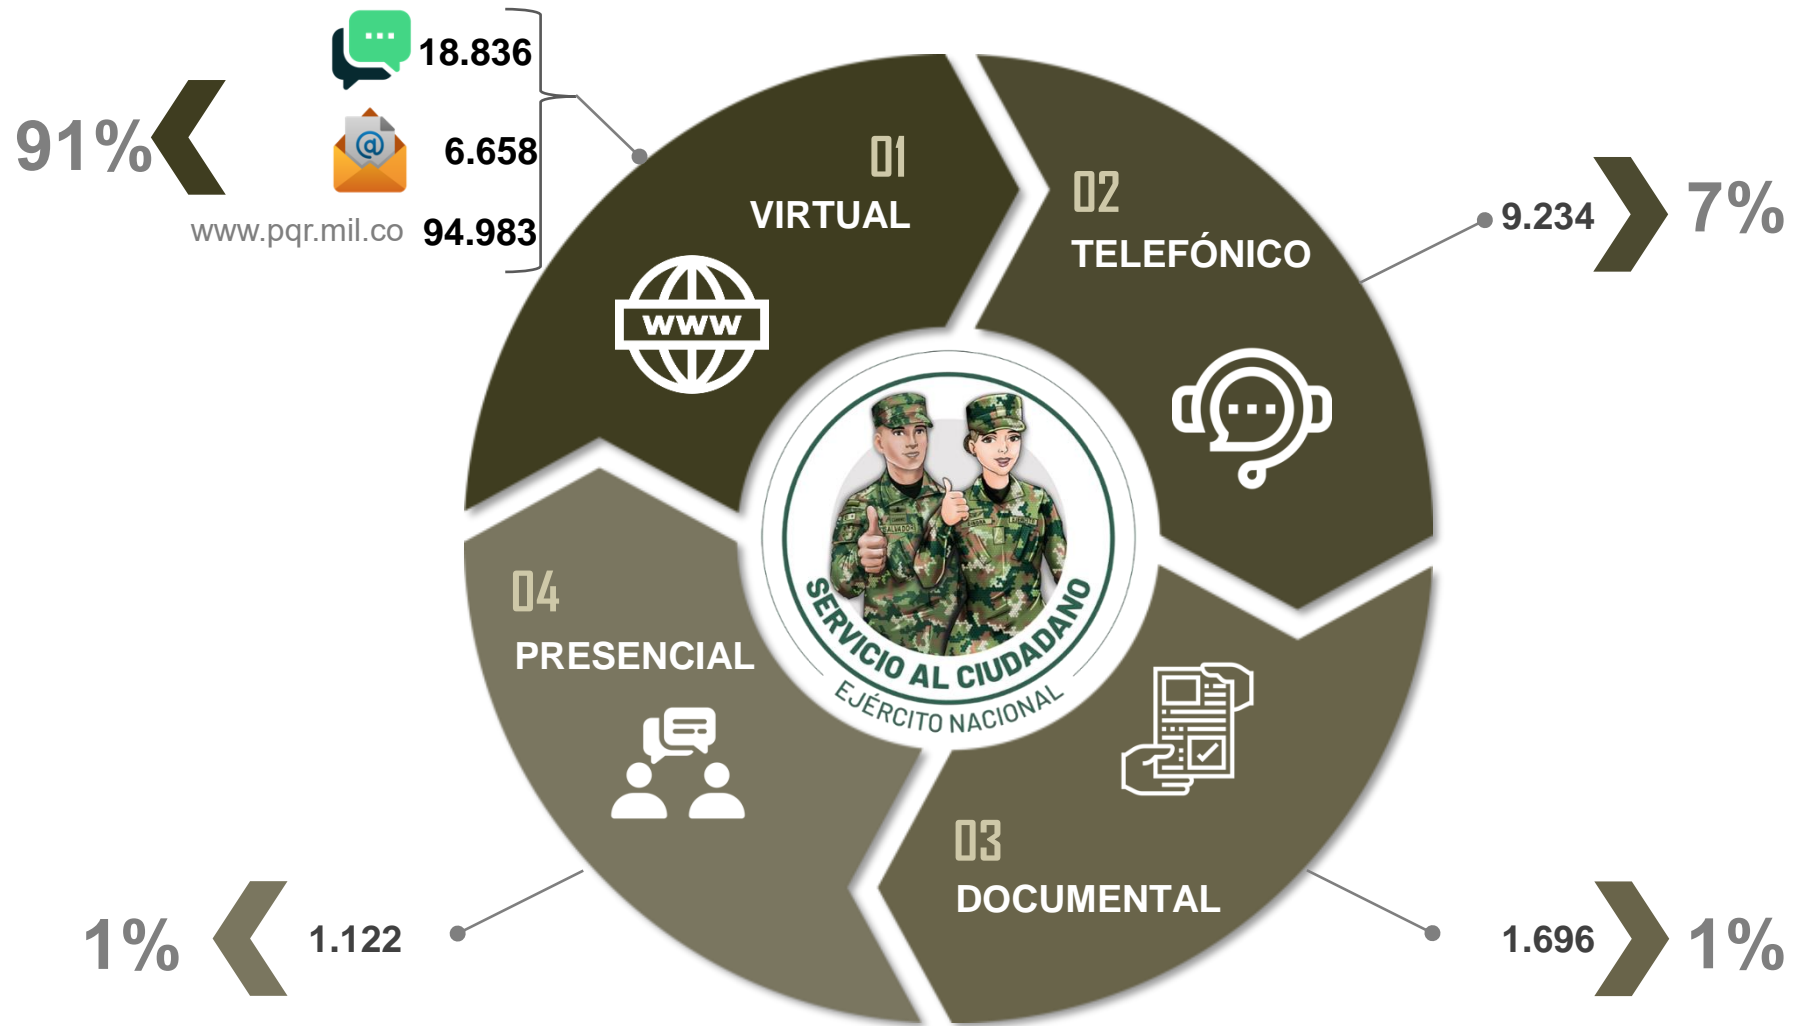 18.836
91%
6.658
www.pqr.mil.co 94.983
01
VIRTUAL
WWW
02
TELEFÓNICO
9.234
7%
04
PRESENCIAL
1.122
1%
03
DOCUMENTAL
1.696
1%
SERVICIO AL CIUDADANO
EJÉRCITO NACIONAL